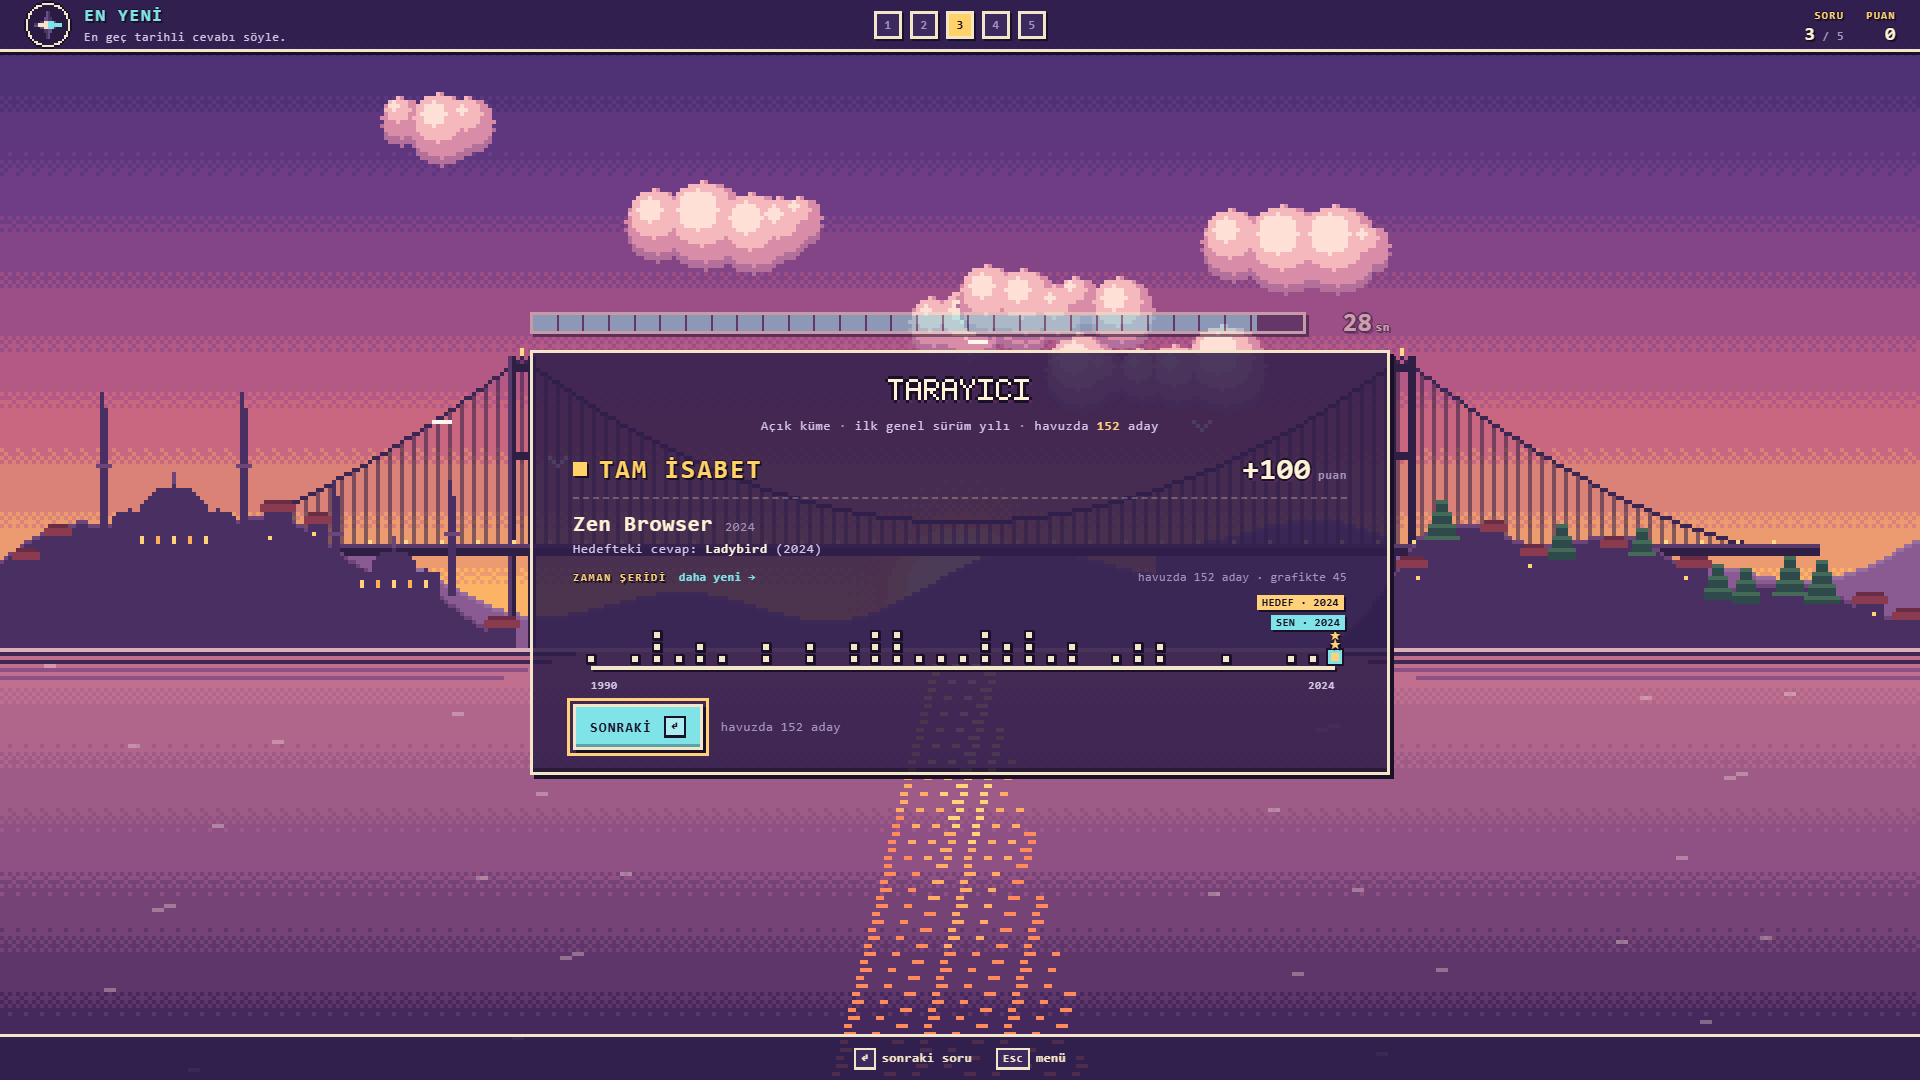 EN YENİ
En geç tarihli cevabı söyle.
1 2 3 4 5
SORU PUAN
3 / 5 0
28 sn
TARAYICI
Açık küme · ilk genel sürüm yılı · havuzda 152 aday
TAM İSABET +100 puan
Zen Browser 2024
Hedefteki cevap: Ladybird (2024)
ZAMAN ŞERİDİ daha yeni → havuzda 152 aday · grafikte 45
HEDEF · 2024
SEN · 2024
1990 2024
SONRAKİ ↲ havuzda 152 aday
↲ sonraki soru Esc menü